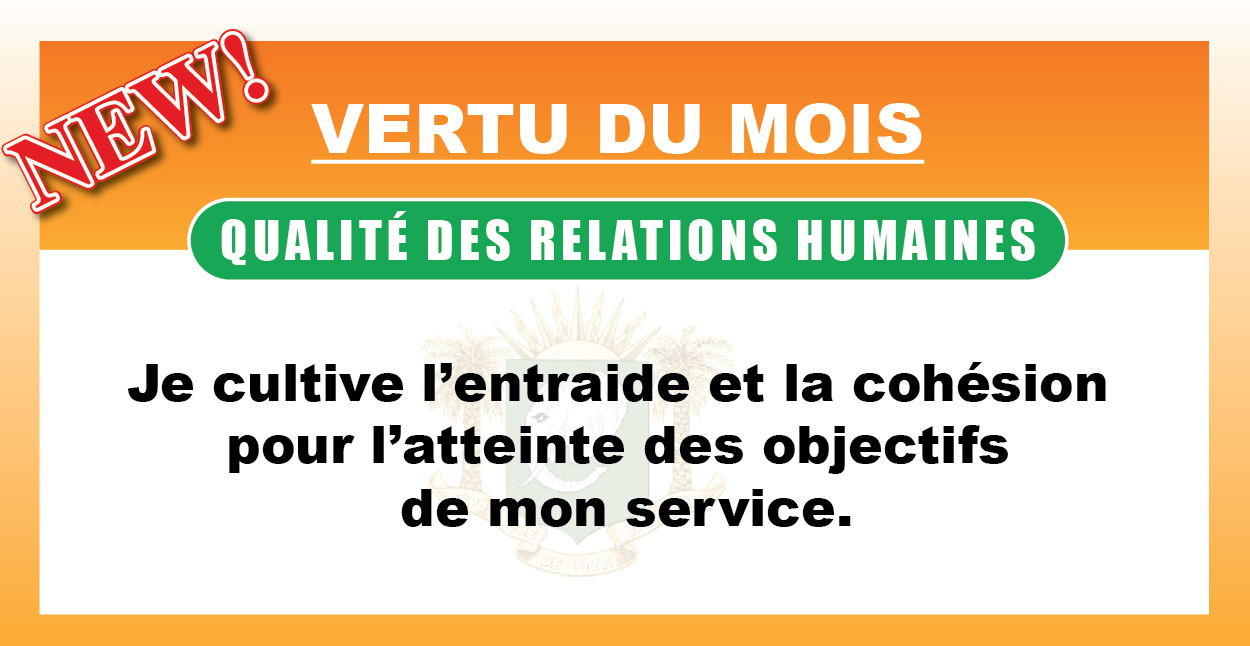 NEW!
VERTU DU MOIS
QUALITÉ DES RELATIONS HUMAINES
Je cultive l’entraide et la cohésion
pour l’atteinte des objectifs
de mon service.